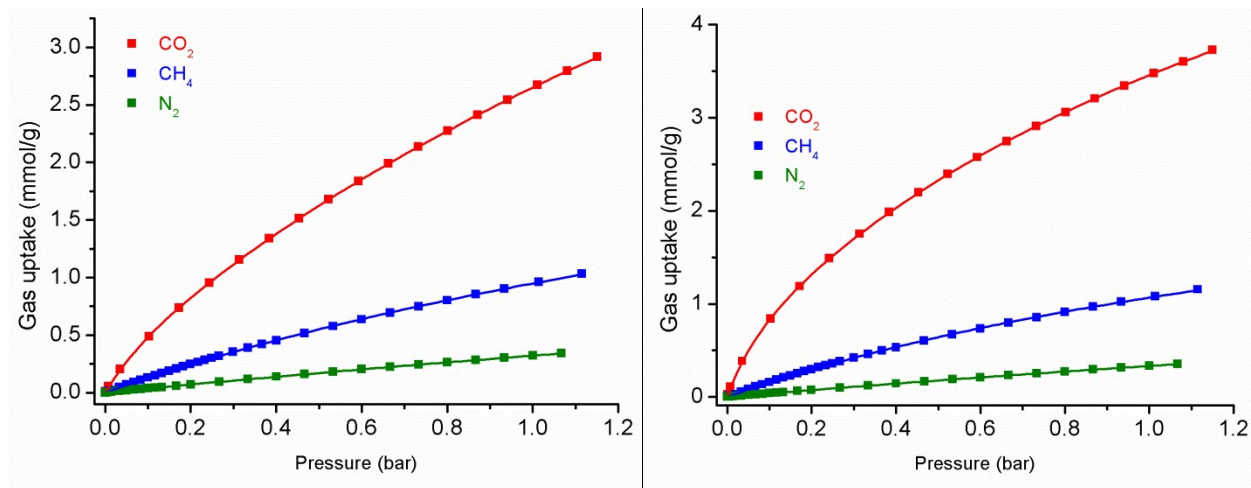 3.0
2.5
2.0
1.5
1.0
0.5
0.0
Gas uptake (mmol/g)
CO2
CH4
N2
0.0 0.2 0.4 0.6 0.8 1.0 1.2
Pressure (bar)
4
3
2
1
0
Gas uptake (mmol/g)
CO2
CH4
N2
0.0 0.2 0.4 0.6 0.8 1.0 1.2
Pressure (bar)